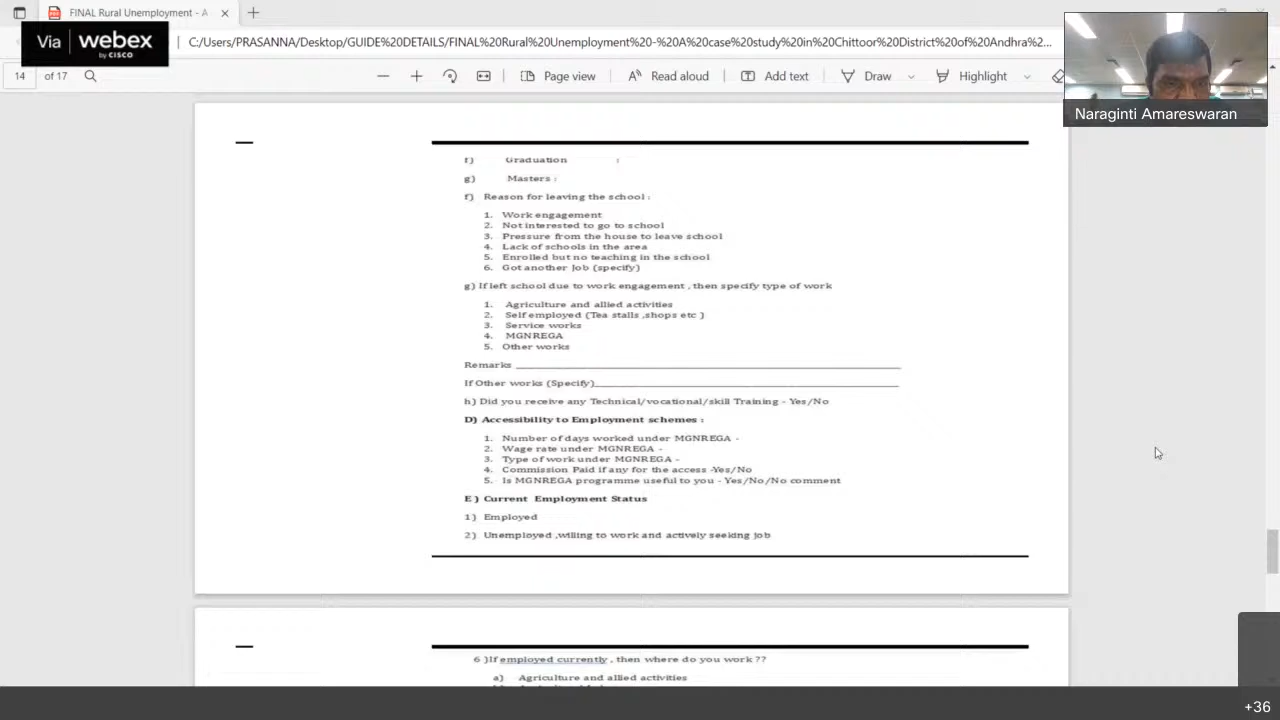 FINAL Rural Unemployment - A
Via webex
by CISCO
C:/Users/PRASANNA/Desktop/GUIDE%20DETAILS/FINAL%20Rural%20Unemployment%20-%20A%20case%20study%20of%20Chittoor%20District%20of%20Andhra%2...
14 of 17
Page view
Read aloud
Add text
Draw
Highlight
Naraginti Amareswaran
f) Graduation :
g) Masters :
f) Reason for leaving the school :
1. Work engagement
2. Not interested to go to school
3. Pressure from the house to leave school
4. Lack of schools in the area
5. Enrolled but no teaching in the school
6. Got another Job (specify)
g) If left school due to work engagement , then specify type of work
1. Agriculture and allied activities
2. Self employed (Tea stalls ,shops etc )
3. Service works
4. MGNREGA
5. Other works
Remarks
If Other works (Specify)
h) Did you receive any Technical/vocational/skill Training - Yes/No
D) Accessibility to Employment schemes :
1. Number of days worked under MGNREGA -
2. Wage rate under MGNREGA -
3. Type of work under MGNREGA -
4. Commission Paid if any for the access -Yes/No
5. Is MGNREGA programme useful to you - Yes/No/No comment
E ) Current Employment Status
1) Employed
2) Unemployed ,willing to work and actively seeking job
6 )If employed currently , then where do you work ??
a) Agriculture and allied activities
+36